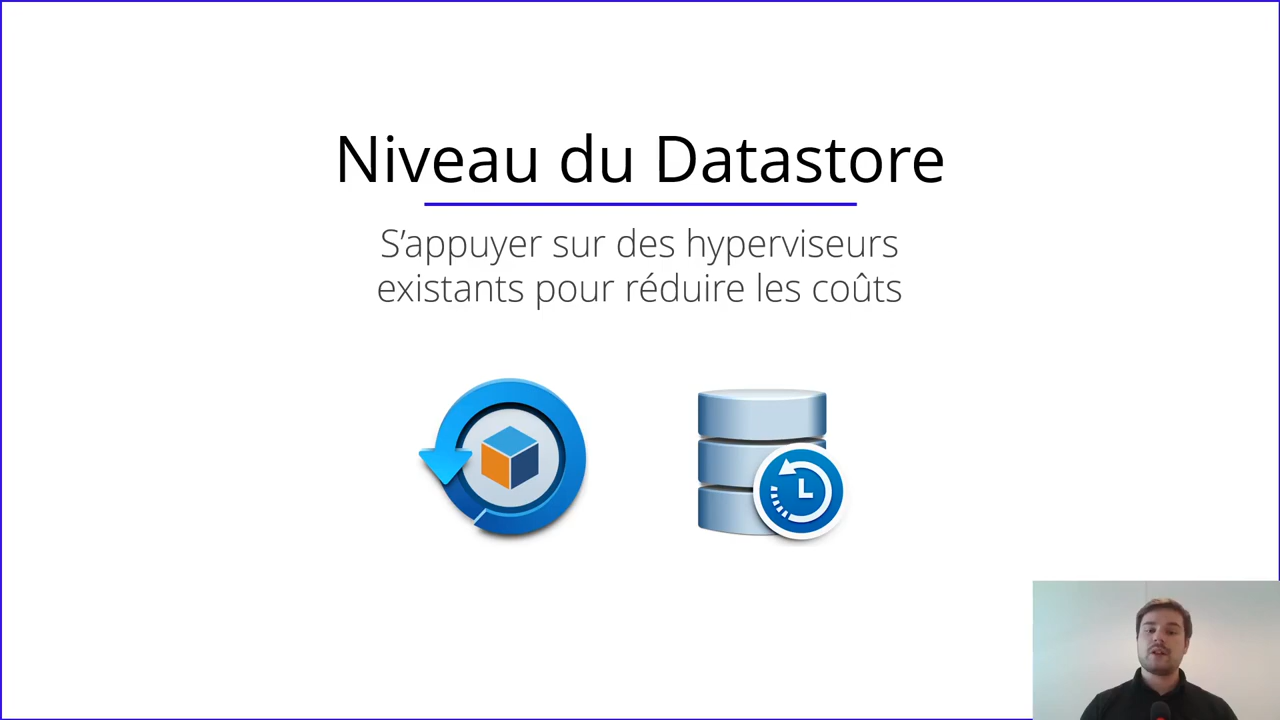 Niveau du Datastore
S’appuyer sur des hyperviseurs
existants pour réduire les coûts